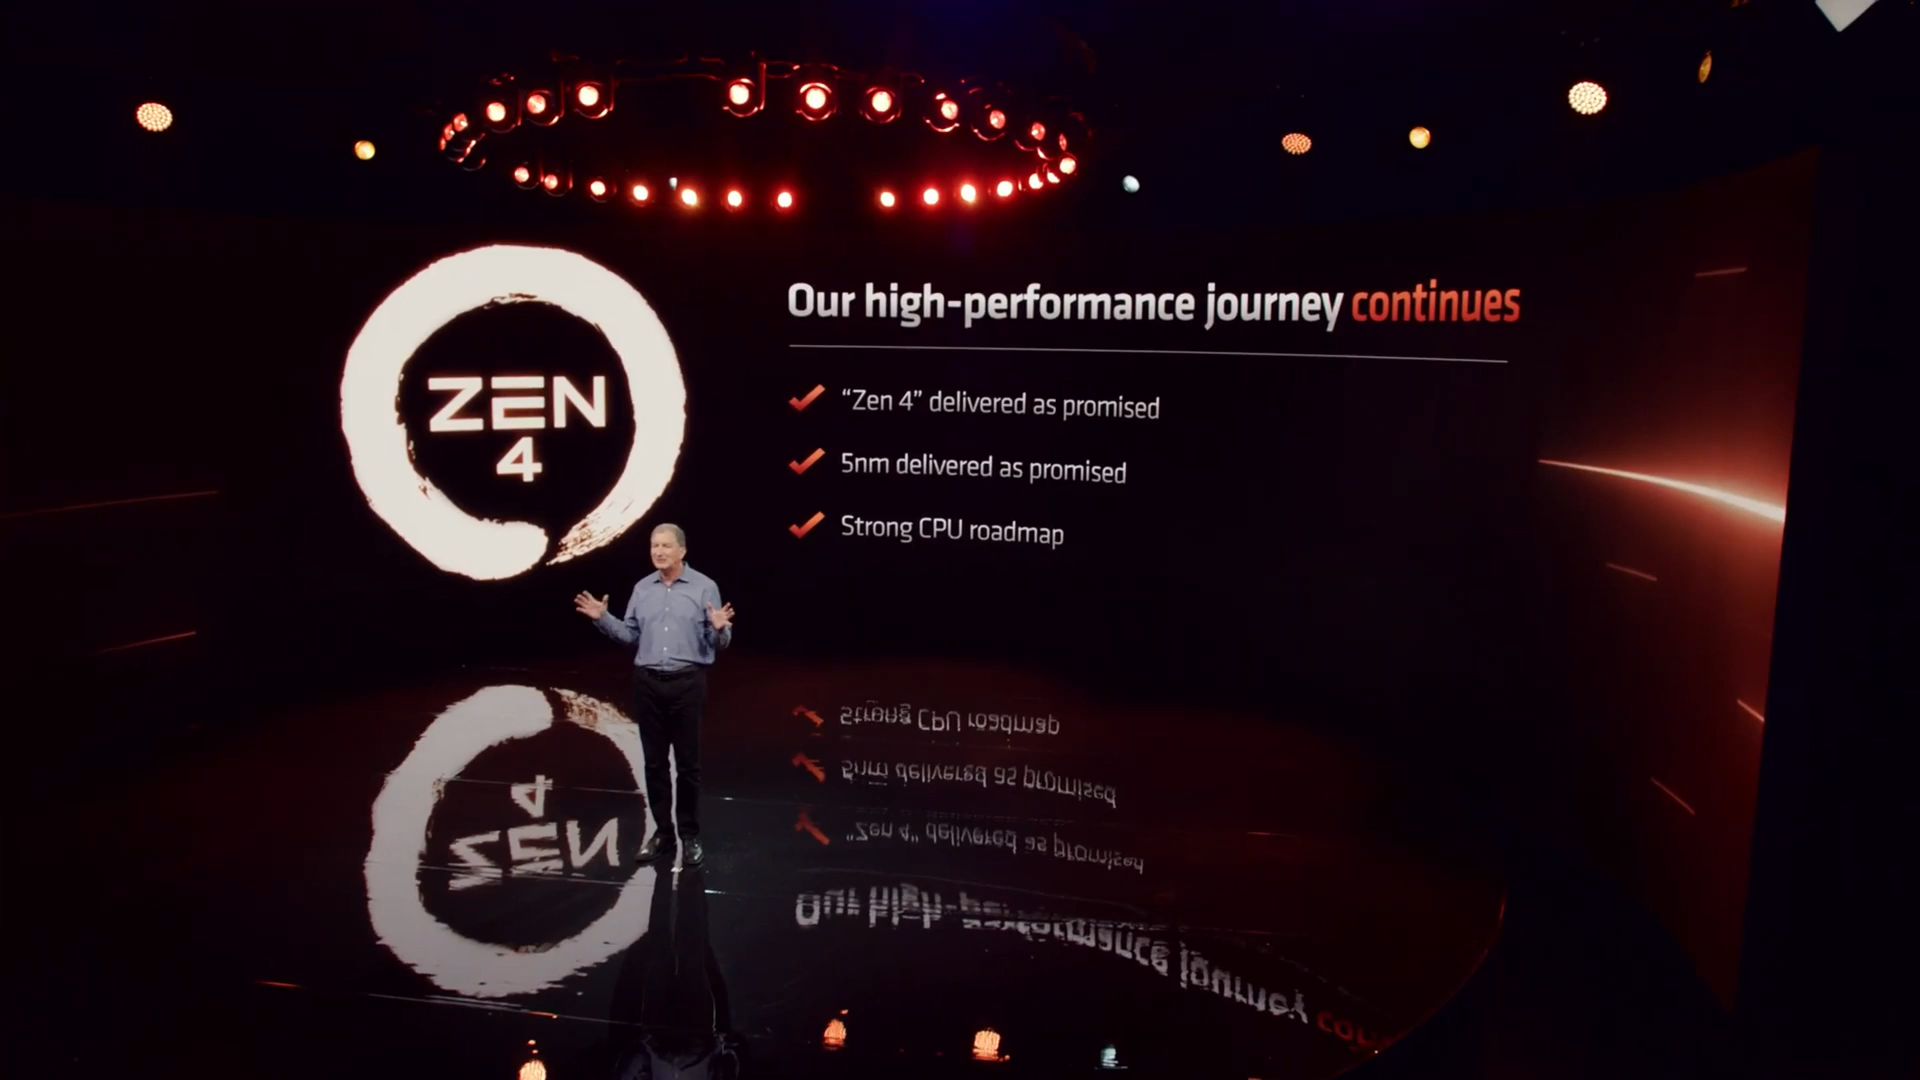 ZEN
4
Our high-performance journey continues
“Zen 4” delivered as promised
5nm delivered as promised
Strong CPU roadmap